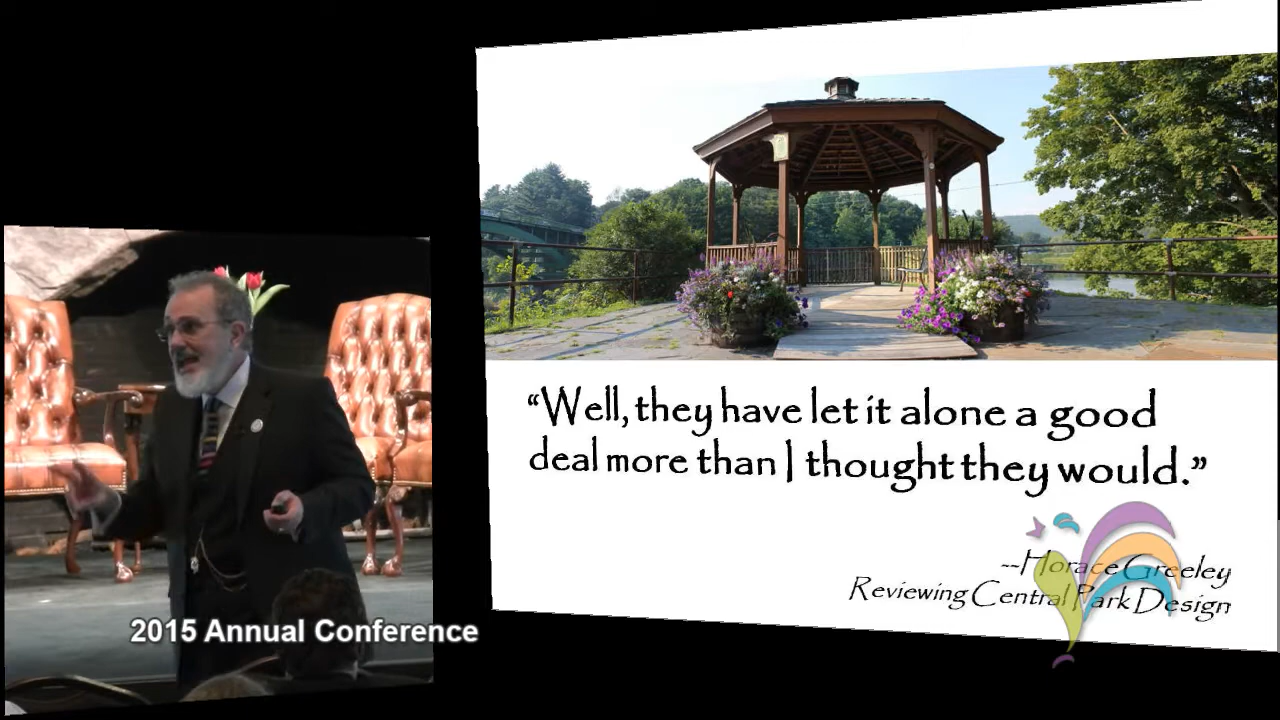 “Well, they have let it alone a good
deal more than I thought they would.”
--Horace Greeley
Reviewing Central Park Design
2015 Annual Conference